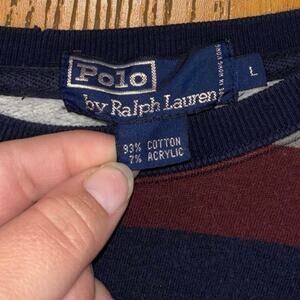 Polo
by Ralph Lauren
L
93% COTTON
7% ACRYLIC